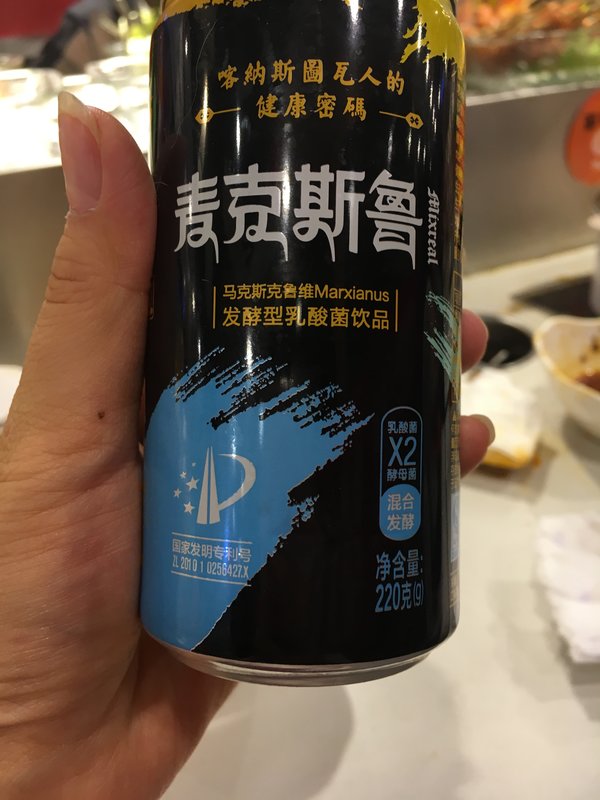 喀納斯圖瓦人的
健康密碼
麦克斯鲁
Mixreal
马克斯克鲁维Marxianus
发酵型乳酸菌饮品
乳酸菌
X2
酵母菌
混合
发酵
国家发明专利号
ZL 2010 1 0256427.X
净含量:
220克(g)